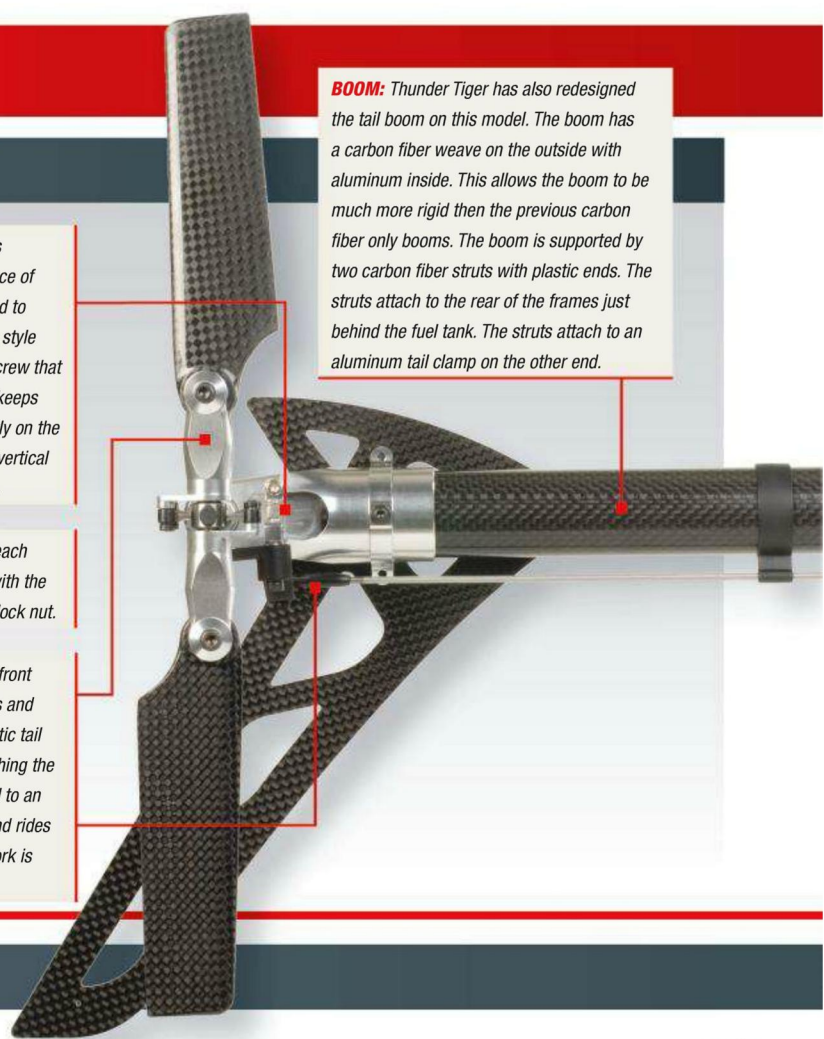 s
ce of
d to
style
crew that
keeps
ly on the
vertical
each
with the
lock nut.
front
s and
tic tail
hing the
d to an
nd rides
ork is
BOOM: Thunder Tiger has also redesigned
the tail boom on this model. The boom has
a carbon fiber weave on the outside with
aluminum inside. This allows the boom to be
much more rigid then the previous carbon
fiber only booms. The boom is supported by
two carbon fiber struts with plastic ends. The
struts attach to the rear of the frames just
behind the fuel tank. The struts attach to an
aluminum tail clamp on the other end.